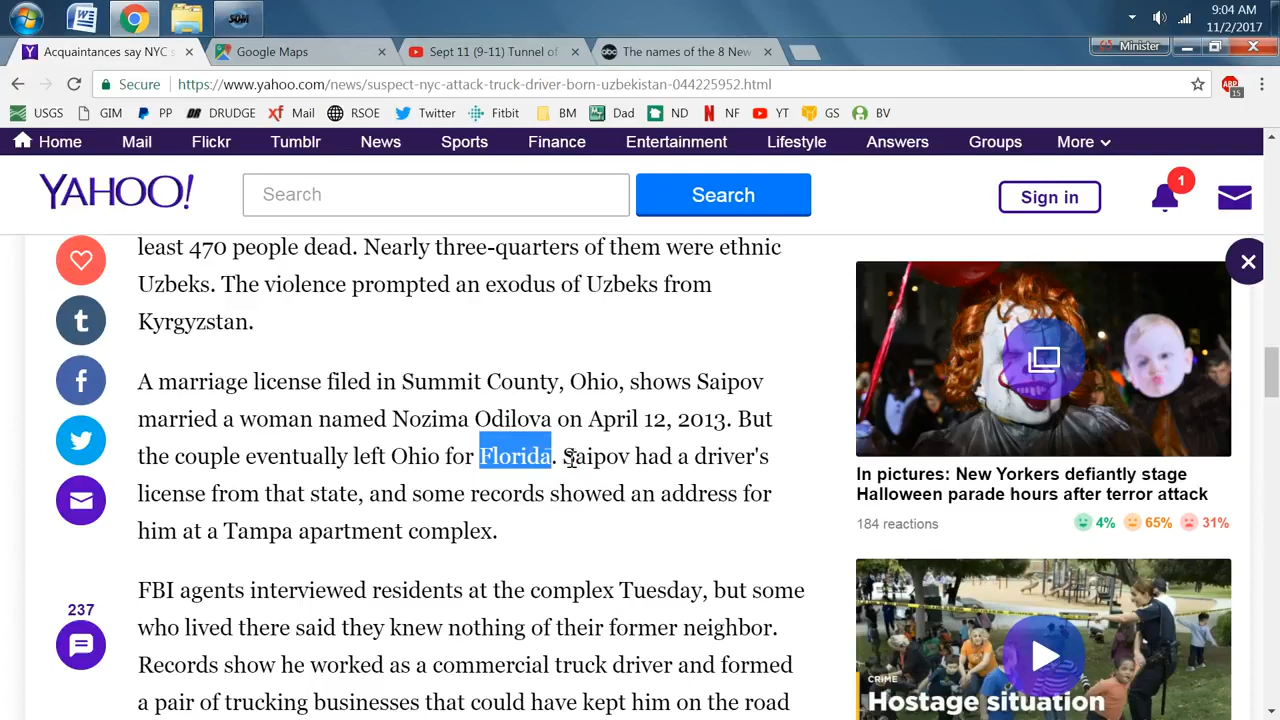 9:04 AM
11/2/2017
Acquaintances say NYC s
Google Maps
Sept 11 (9-11) Tunnel of
The names of the 8 New
Minister
Secure
https://www.yahoo.com/news/suspect-nyc-attack-truck-driver-born-uzbekistan-044225952.html
ABP
15
USGS GIM PP DRUDGE Mail RSOE Twitter Fitbit BM Dad ND NF YT GS BV
Home Mail Flickr Tumblr News Sports Finance Entertainment Lifestyle Answers Groups More
YAHOO!
Search
Search
Sign in
1
least 470 people dead. Nearly three-quarters of them were ethnic
Uzbeks. The violence prompted an exodus of Uzbeks from
Kyrgyzstan.
A marriage license filed in Summit County, Ohio, shows Saipov
married a woman named Nozima Odilova on April 12, 2013. But
the couple eventually left Ohio for Florida. Saipov had a driver's
license from that state, and some records showed an address for
him at a Tampa apartment complex.
FBI agents interviewed residents at the complex Tuesday, but some
who lived there said they knew nothing of their former neighbor.
Records show he worked as a commercial truck driver and formed
a pair of trucking businesses that could have kept him on the road
237
In pictures: New Yorkers defiantly stage
Halloween parade hours after terror attack
184 reactions
4% 65% 31%
CRIME
Hostage situation